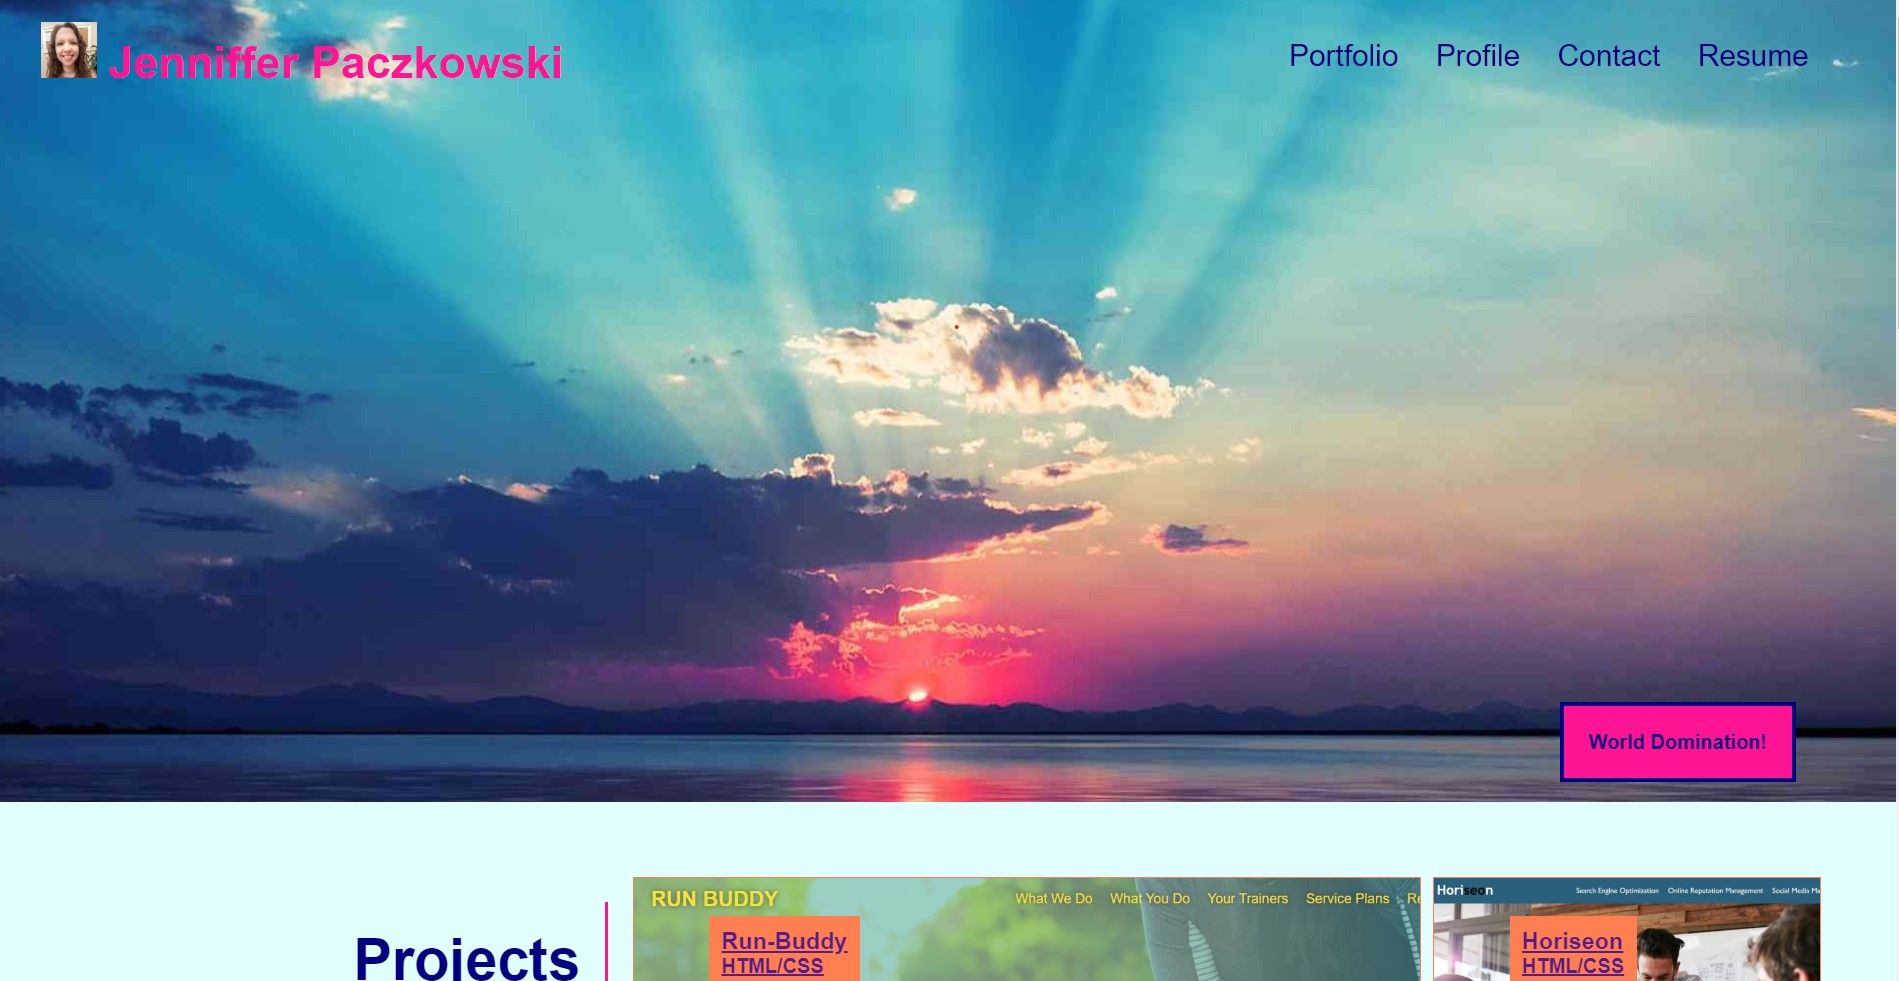 Jenniffer Paczkowski
Portfolio Profile Contact Resume
World Domination!
Projects
RUN BUDDY
What We Do What You Do Your Trainers Service Plans
Run-Buddy
HTML/CSS
Horiseon
Search Engine Optimization Online Reputation Management Social Media Ma
Horiseon
HTML/CSS